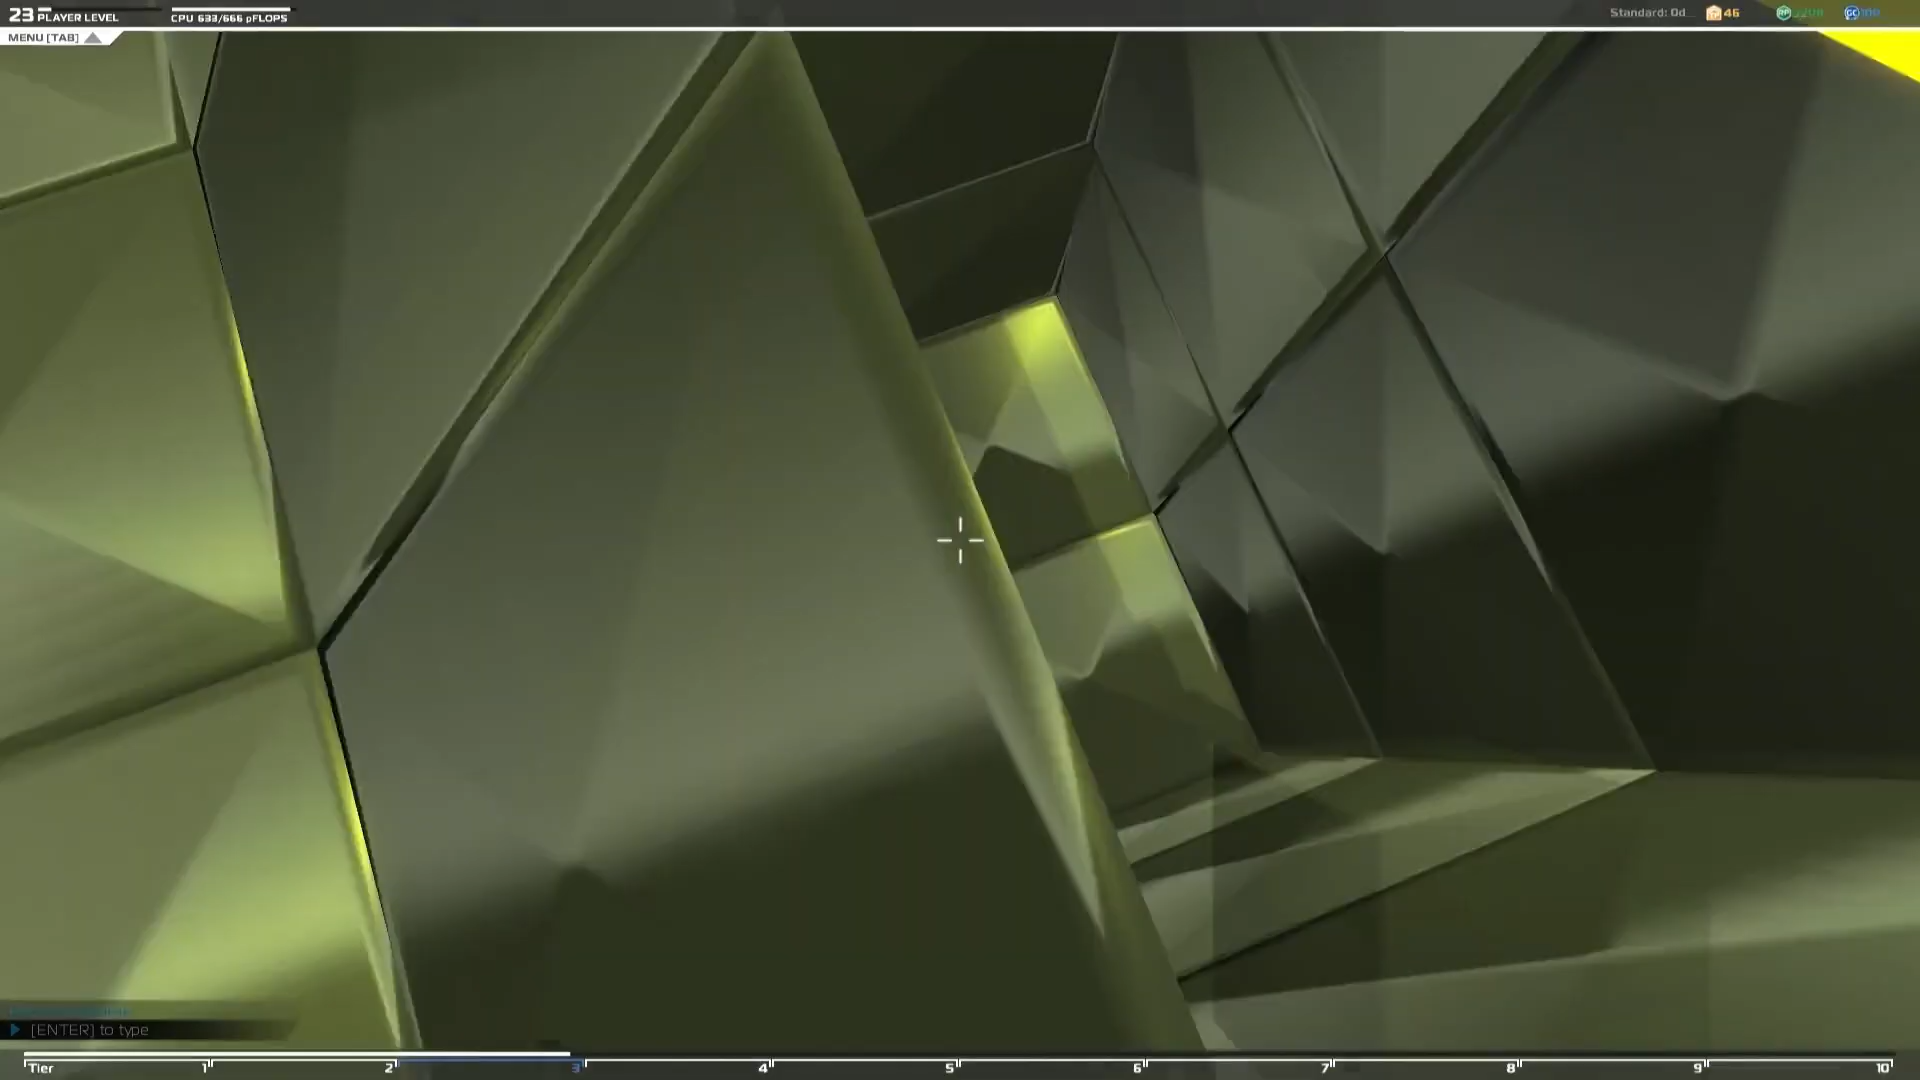 23 PLAYER LEVEL
CPU 633/666 pFLOPS
Standard: 0d
46
MENU [TAB]
[ENTER] to type
Tier 1 2 3 4 5 6 7 8 9 10